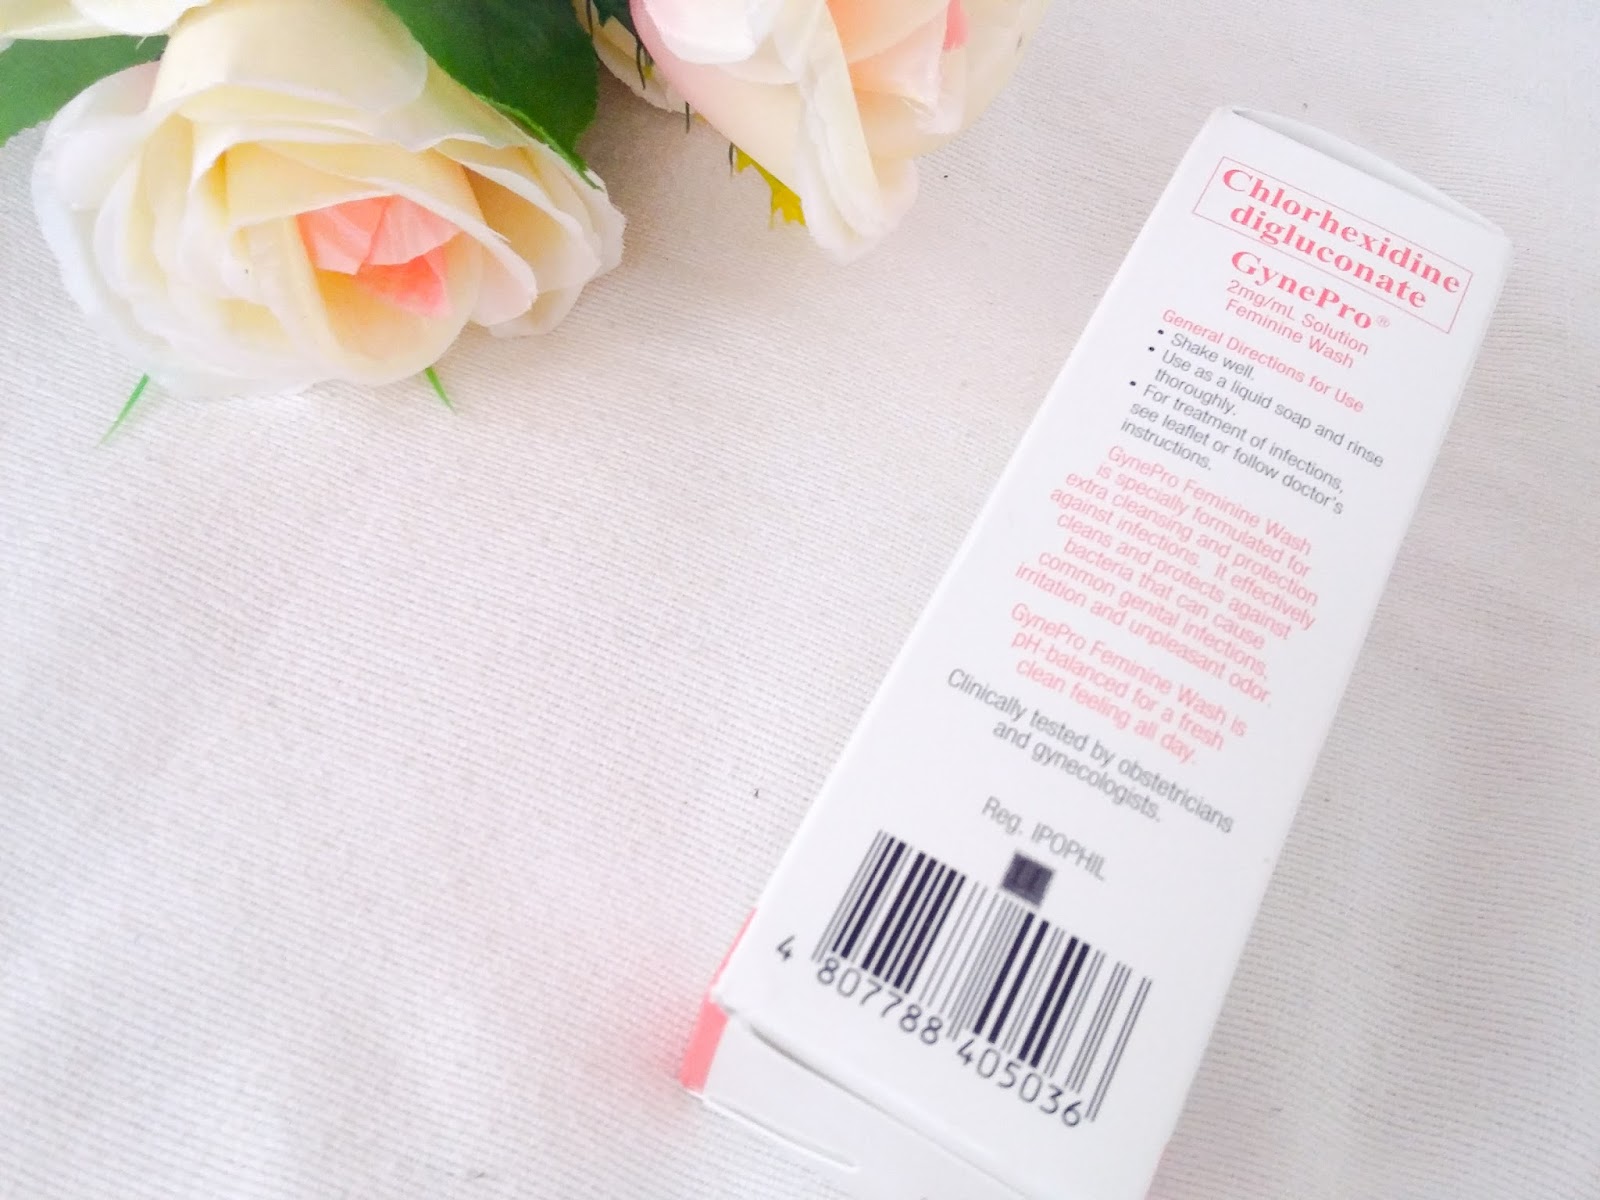 Chlorhexidine
digluconate
GynePro®
2mg/mL Solution
Feminine Wash
General Directions for Use
• Shake well.
• Use as a liquid soap and rinse
thoroughly.
• For treatment of infections,
see leaflet or follow doctor's
instructions.
GynePro Feminine Wash
is specially formulated for
extra cleansing and protection
against infections. It effectively
cleans and protects against
bacteria that can cause
common genital infections,
irritation and unpleasant odor.
GynePro Feminine Wash is
pH-balanced for a fresh
clean feeling all day.
Clinically tested by obstetricians
and gynecologists.
Reg. IPOPHIL
4 807788 405036